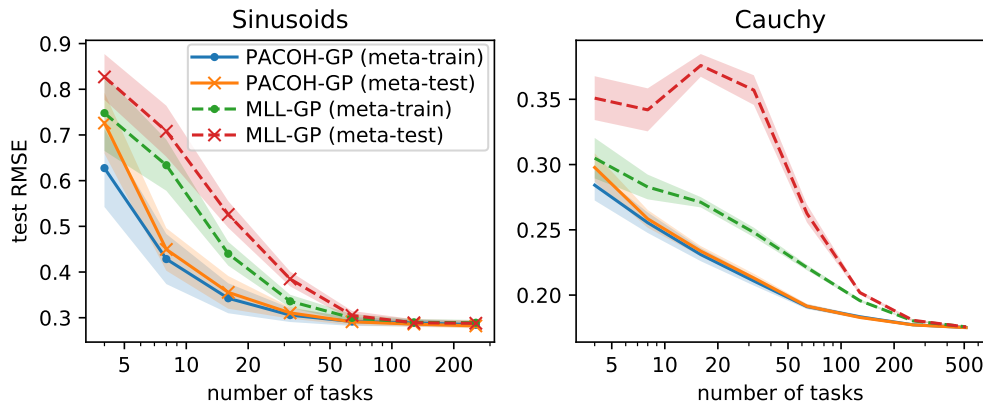 Sinusoids
Cauchy
0.9
0.8
0.7
0.6
0.5
0.4
0.3
test RMSE
PACOH-GP (meta-train)
PACOH-GP (meta-test)
MLL-GP (meta-train)
MLL-GP (meta-test)
5 10 20 50 100 200
number of tasks
0.35
0.30
0.25
0.20
5 10 20 50 100 200 500
number of tasks